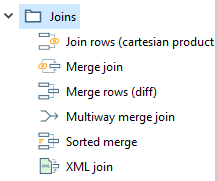 Joins
Join rows (cartesian product
Merge join
Merge rows (diff)
Multiway merge join
Sorted merge
XML join